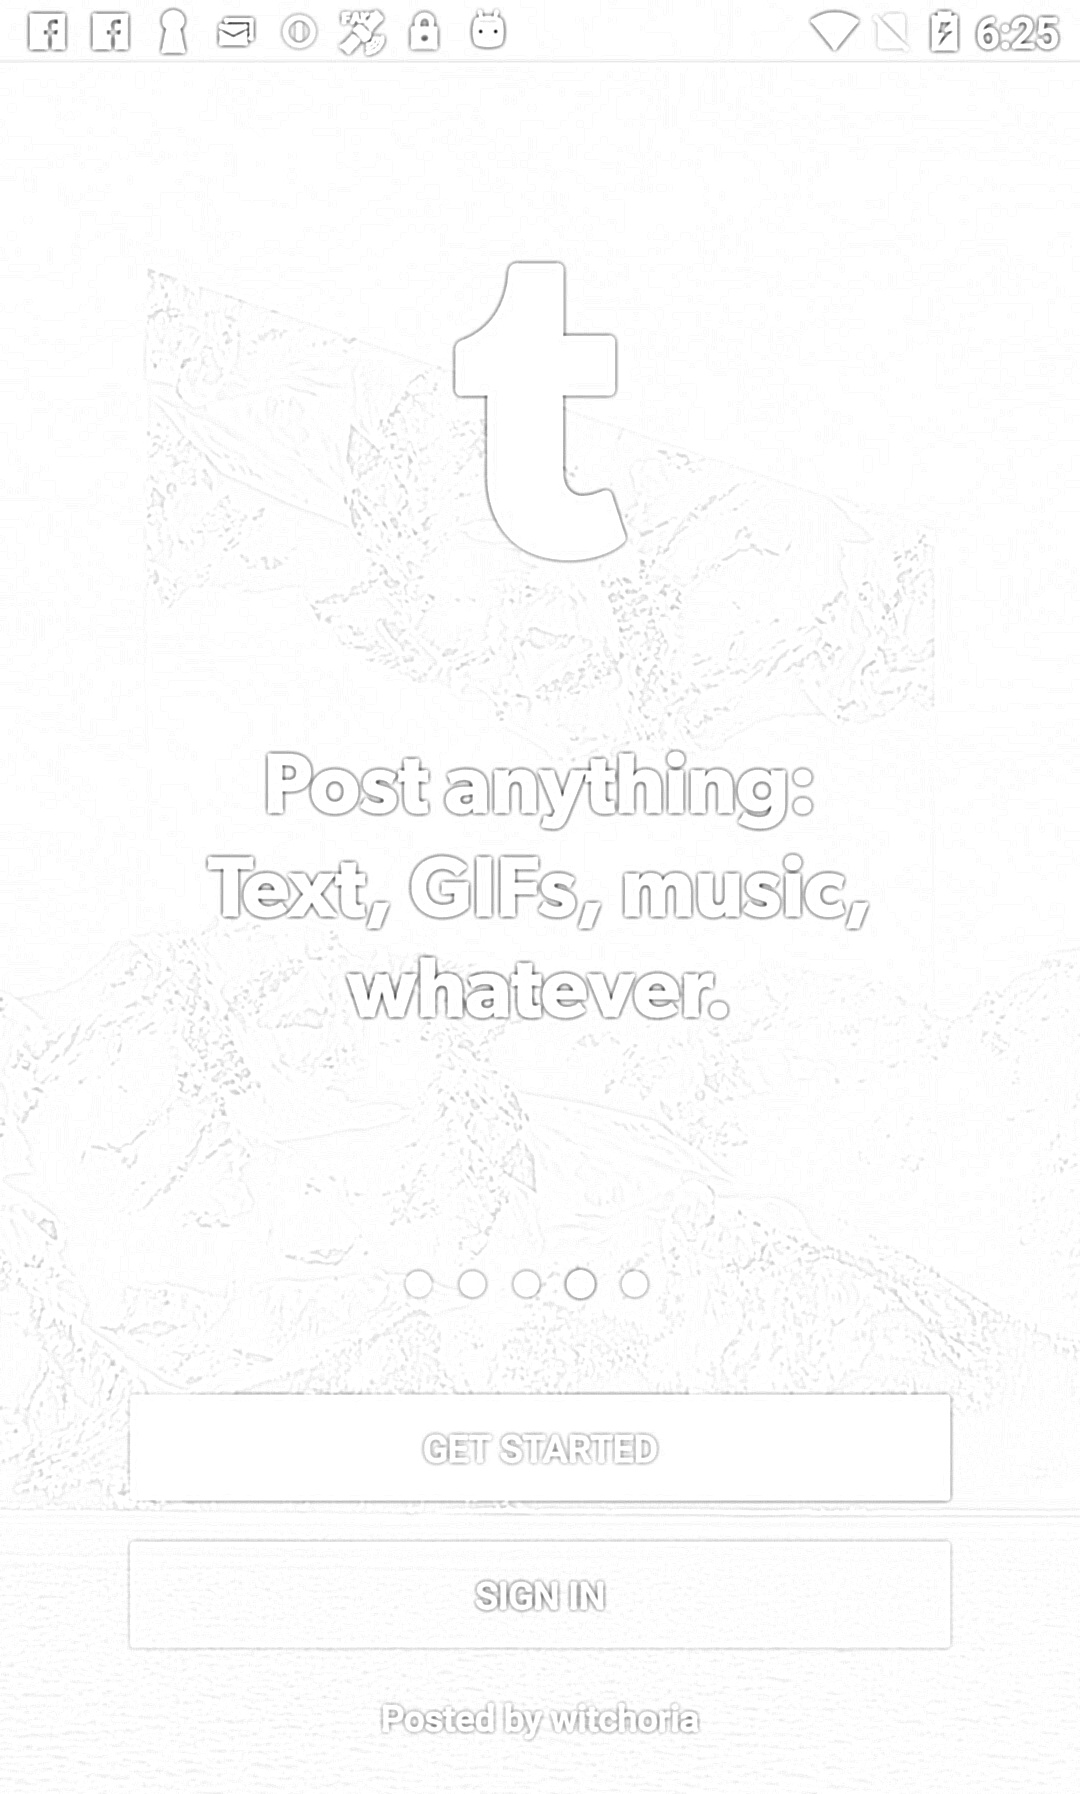 6:25
t
Post anything:
Text, GIFs, music,
whatever.
GET STARTED
SIGN IN
Posted by witchoria